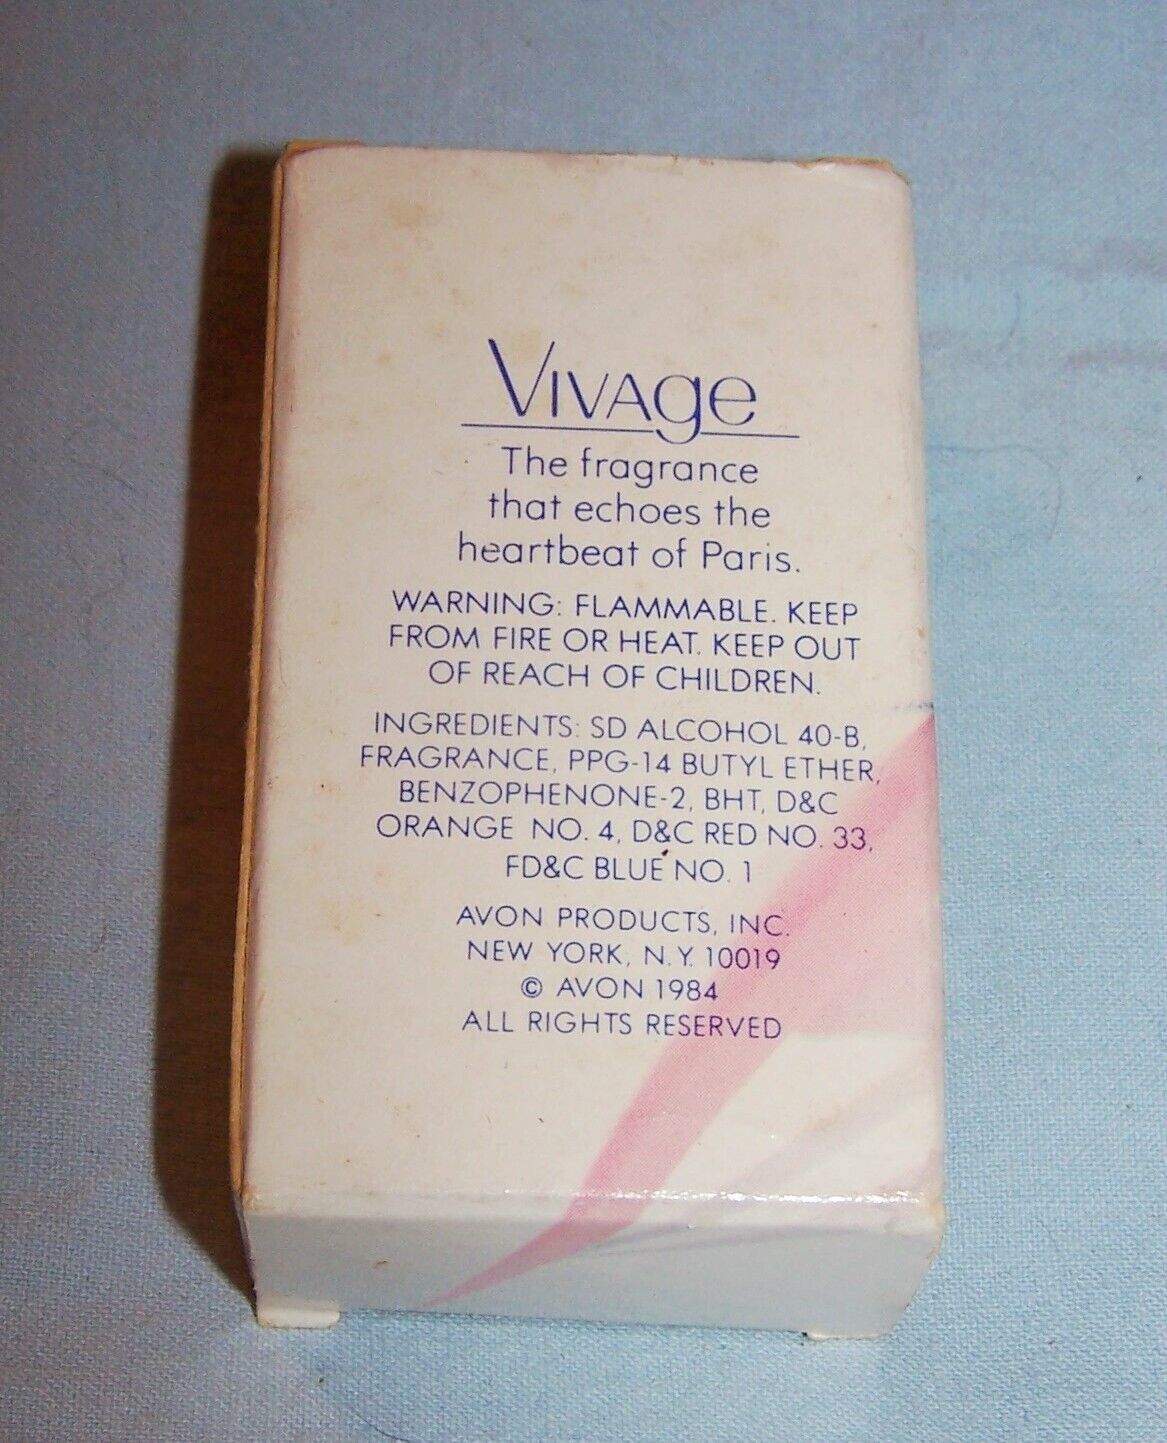 VIVAge
The fragrance
that echoes the
heartbeat of Paris.
WARNING: FLAMMABLE. KEEP
FROM FIRE OR HEAT. KEEP OUT
OF REACH OF CHILDREN.
INGREDIENTS: SD ALCOHOL 40-B,
FRAGRANCE, PPG-14 BUTYL ETHER,
BENZOPHENONE-2, BHT, D&C
ORANGE NO. 4, D&C RED NO. 33,
FD&C BLUE NO. 1
AVON PRODUCTS, INC.
NEW YORK, N.Y. 10019
© AVON 1984
ALL RIGHTS RESERVED